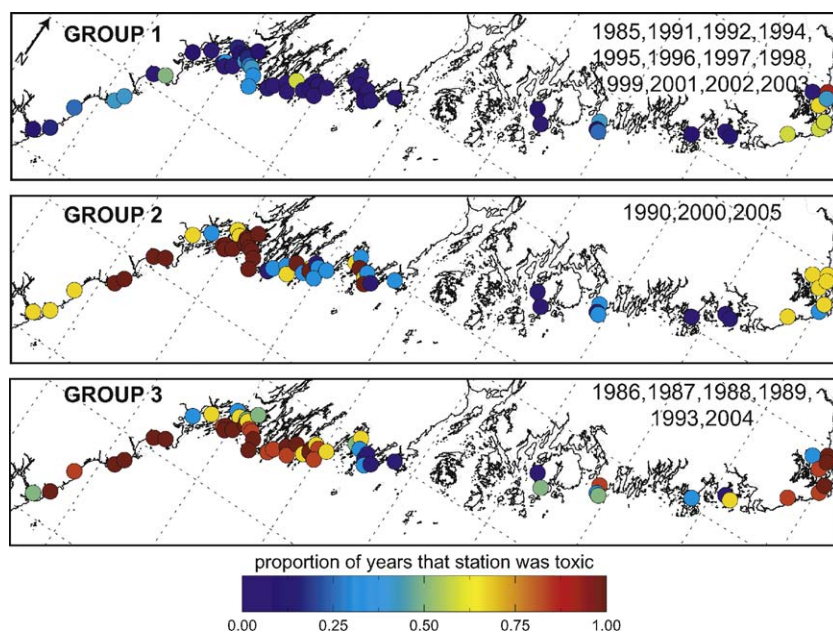 N
GROUP 1
1985,1991,1992,1994,
1995,1996,1997,1998,
1999,2001,2002,2003
GROUP 2
1990,2000,2005
GROUP 3
1986,1987,1988,1989,
1993,2004
proportion of years that station was toxic
0.00 0.25 0.50 0.75 1.00